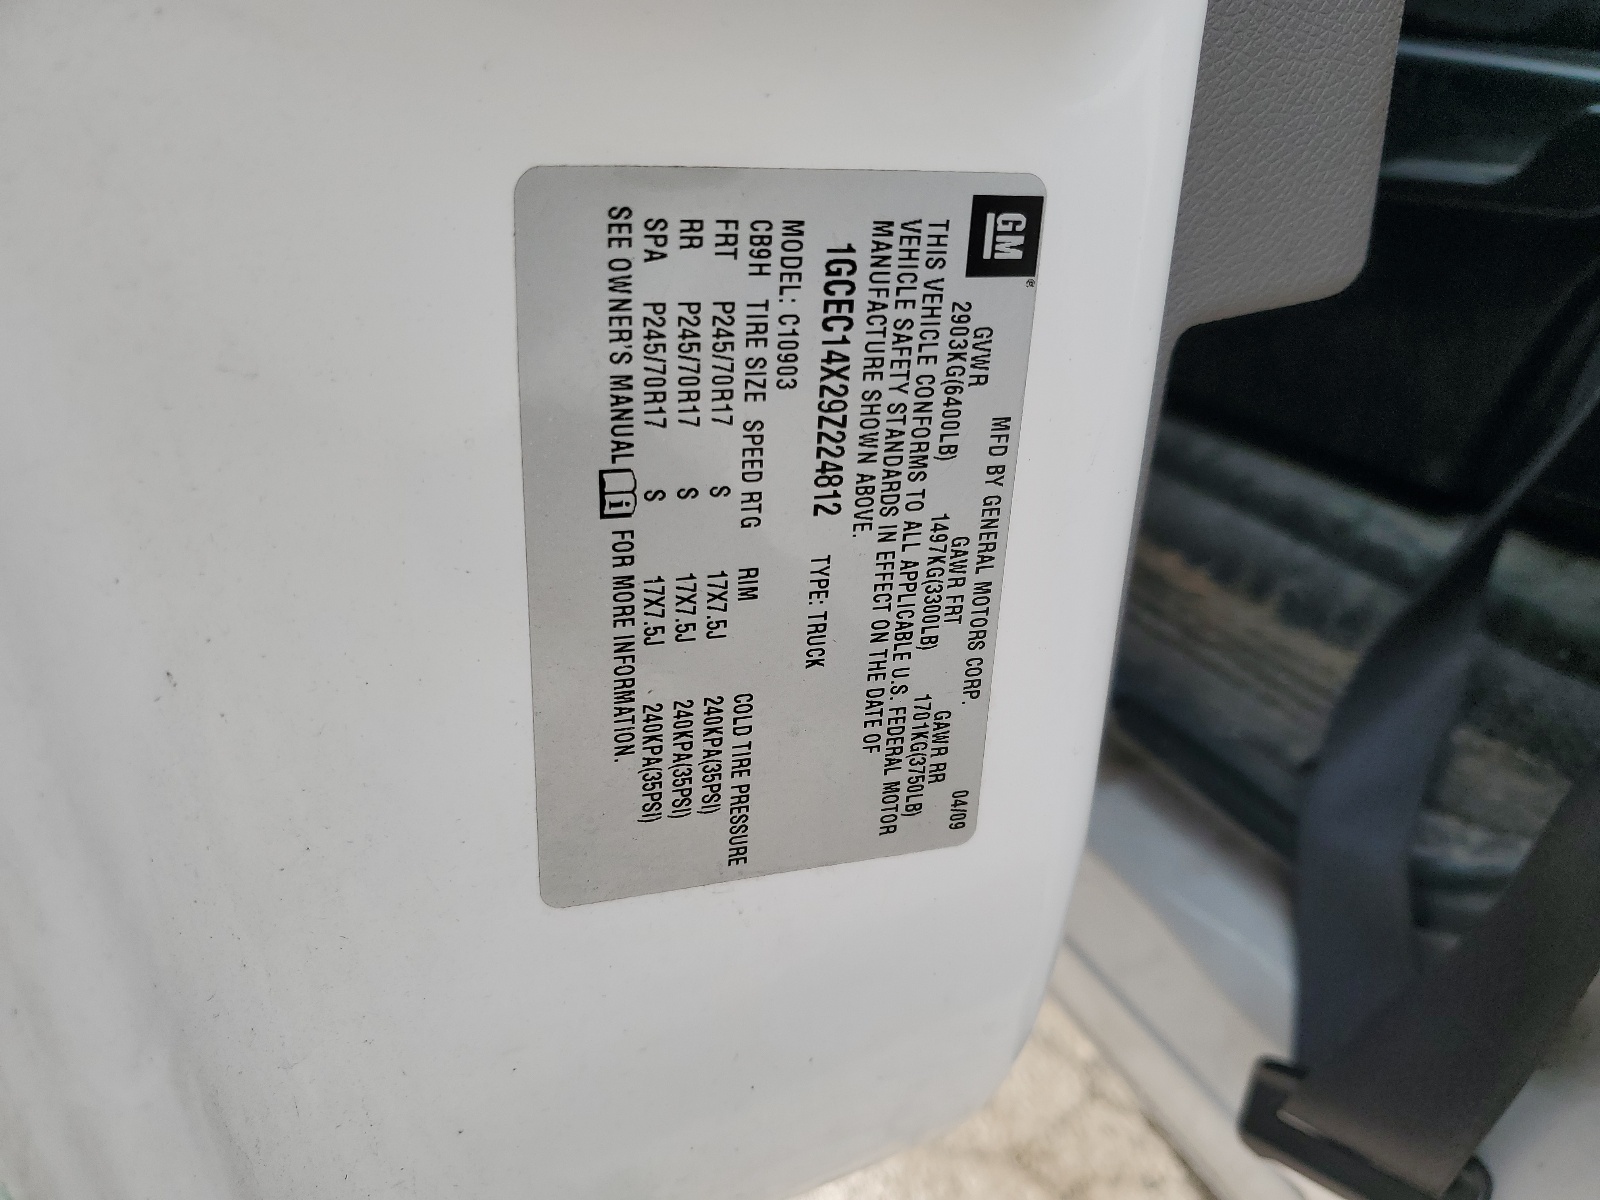 GM®
MFD BY GENERAL MOTORS CORP. 04/09
GVWR GAWR FRT GAWR RR
2903KG(6400LB) 1497KG(3300LB) 1701KG(3750LB)
THIS VEHICLE CONFORMS TO ALL APPLICABLE U.S. FEDERAL MOTOR
VEHICLE SAFETY STANDARDS IN EFFECT ON THE DATE OF
MANUFACTURE SHOWN ABOVE.
1GCEC14X29Z224812 TYPE: TRUCK
MODEL: C10903
CB9H TIRE SIZE SPEED RTG RIM COLD TIRE PRESSURE
FRT P245/70R17 S 17X7.5J 240KPA(35PSI)
RR P245/70R17 S 17X7.5J 240KPA(35PSI)
SPA P245/70R17 S 17X7.5J 240KPA(35PSI)
SEE OWNER'S MANUAL i FOR MORE INFORMATION.